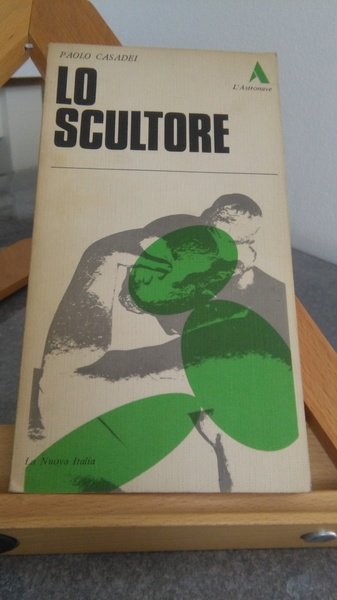 PAOLO CASADEI
L'Astronave
LO
SCULTORE
La Nuova Italia